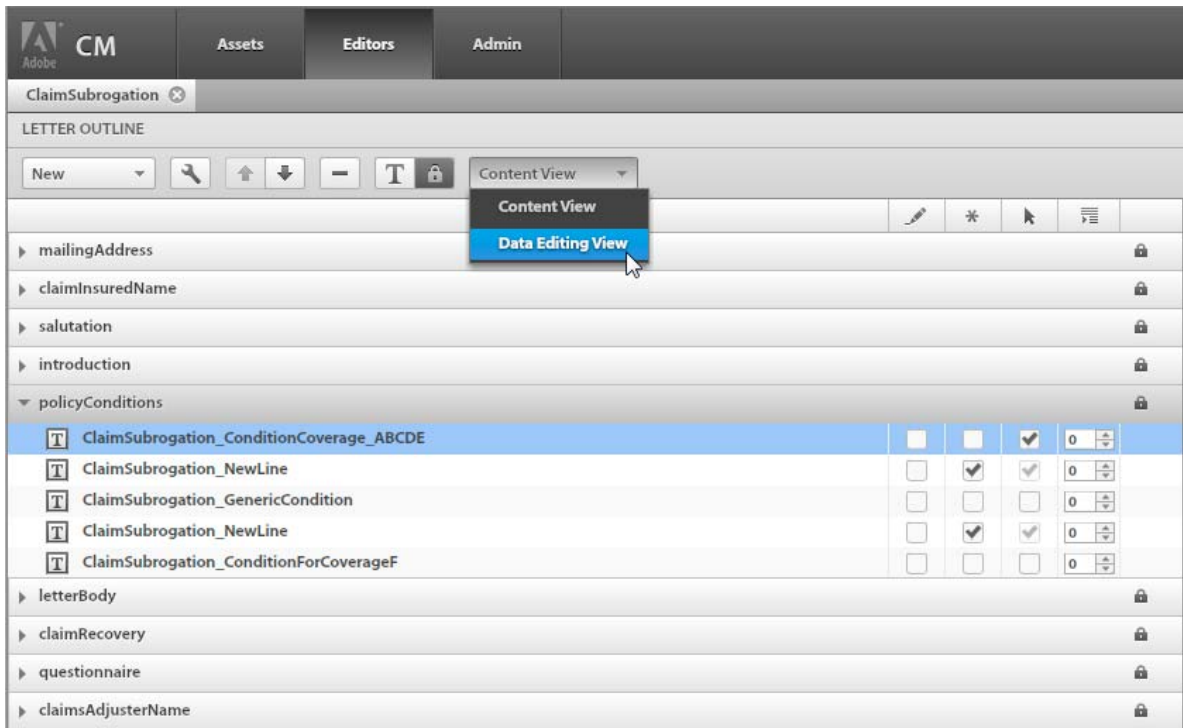 Adobe CM Assets Editors Admin
ClaimSubrogation
LETTER OUTLINE
New T Content View
Content View
Data Editing View
mailingAddress
claimInsuredName
salutation
introduction
policyConditions
T ClaimSubrogation_ConditionCoverage_ABCDE 0
T ClaimSubrogation_NewLine 0
T ClaimSubrogation_GenericCondition 0
T ClaimSubrogation_NewLine 0
T ClaimSubrogation_ConditionForCoverageF 0
letterBody
claimRecovery
questionnaire
claimsAdjusterName